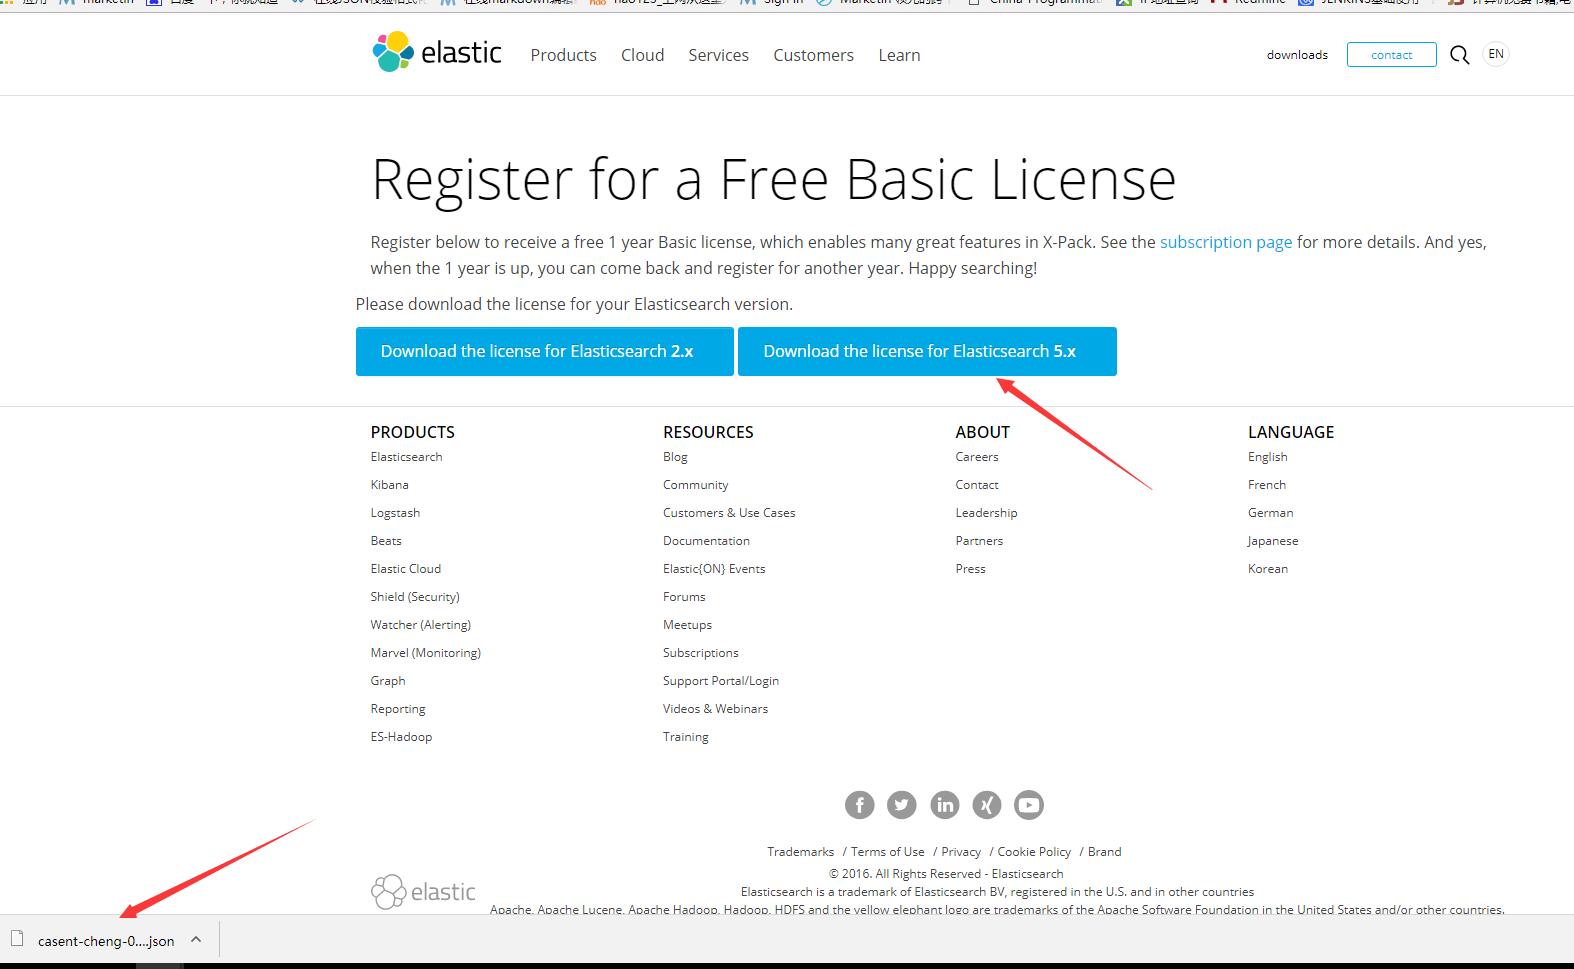 elastic Products Cloud Services Customers Learn downloads contact EN
Register for a Free Basic License
Register below to receive a free 1 year Basic license, which enables many great features in X-Pack. See the subscription page for more details. And yes,
when the 1 year is up, you can come back and register for another year. Happy searching!
Please download the license for your Elasticsearch version.
Download the license for Elasticsearch 2.x
Download the license for Elasticsearch 5.x
PRODUCTS
Elasticsearch
Kibana
Logstash
Beats
Elastic Cloud
Shield (Security)
Watcher (Alerting)
Marvel (Monitoring)
Graph
Reporting
ES-Hadoop
RESOURCES
Blog
Community
Customers & Use Cases
Documentation
Elastic{ON} Events
Forums
Meetups
Subscriptions
Support Portal/Login
Videos & Webinars
Training
ABOUT
Careers
Contact
Leadership
Partners
Press
LANGUAGE
English
French
German
Japanese
Korean
Trademarks / Terms of Use / Privacy / Cookie Policy / Brand
© 2016. All Rights Reserved - Elasticsearch
elastic
Elasticsearch is a trademark of Elasticsearch BV, registered in the U.S. and in other countries
Apache, Apache Lucene, Apache Hadoop, Hadoop, HDFS and the yellow elephant logo are trademarks of the Apache Software Foundation in the United States and/or other countries.
casent-cheng-0....json